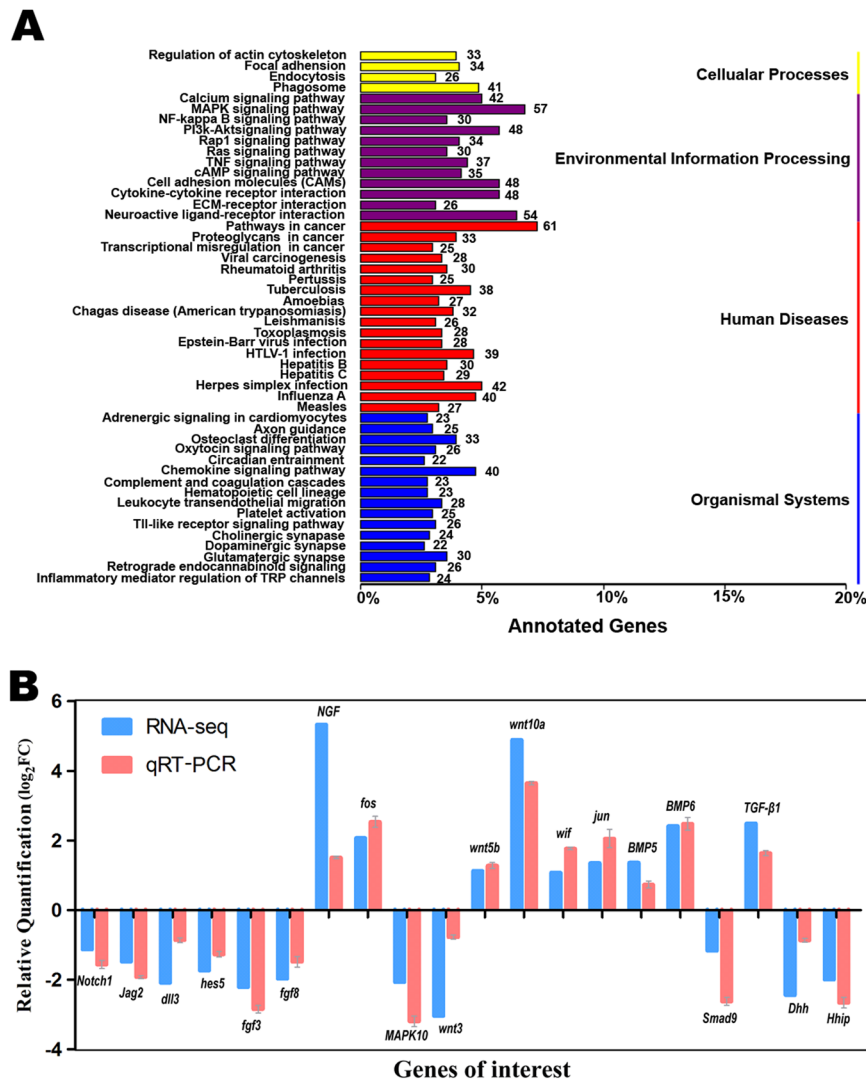 A
Regulation of actin cytoskeleton 33
Focal adhension 34
Endocytosis 26
Phagosome 41
Cellualar Processes
Calcium signaling pathway 42
MAPK signaling pathway 57
NF-kappa B signaling pathway 30
PI3k-Aktsignaling pathway 48
Rap1 signaling pathway 34
Ras signaling pathway 30
TNF signaling pathway 37
cAMP signaling pathway 35
Cell adhesion molecules (CAMs) 48
Cytokine-cytokine receptor interaction 48
ECM-receptor interaction 26
Neuroactive ligand-receptor interaction 54
Environmental Information Processing
Pathways in cancer 61
Proteoglycans in cancer 33
Transcriptional misregulation in cancer 25
Viral carcinogenesis 28
Rheumatoid arthritis 30
Pertussis 25
Tuberculosis 38
Amoebias 27
Chagas disease (American trypanosomiasis) 32
Leishmanisis 26
Toxoplasmosis 28
Epstein-Barr virus infection 28
HTLV-1 infection 39
Hepatitis B 30
Hepatitis C 29
Herpes simplex infection 42
Influenza A 40
Measles 27
Human Diseases
Adrenergic signaling in cardiomyocytes 23
Axon guidance 25
Osteoclast differentiation 33
Oxytocin signaling pathway 26
Circadian entrainment 22
Chemokine signaling pathway 40
Complement and coagulation cascades 23
Hematopoietic cell lineage 23
Leukocyte transendothelial migration 28
Platelet activation 25
Tll-like receptor signaling pathway 26
Cholinergic synapase 24
Dopaminergic synapse 22
Glutamatergic synapse 30
Retrograde endocannabinoid signaling 26
Inflammatory mediator regulation of TRP channels 24
Organismal Systems
0% 5% 10% 15% 20%
Annotated Genes
B
Relative Quantification (log₂FC)
6
4
2
0
-2
-4
RNA-seq
qRT-PCR
Notch1
Jag2
dll3
hes5
fgf3
fgf8
NGF
fos
MAPK10
wnt3
wnt5b
wnt10a
wif
jun
BMP5
BMP6
Smad9
TGF-β1
Dhh
Hhip
Genes of interest